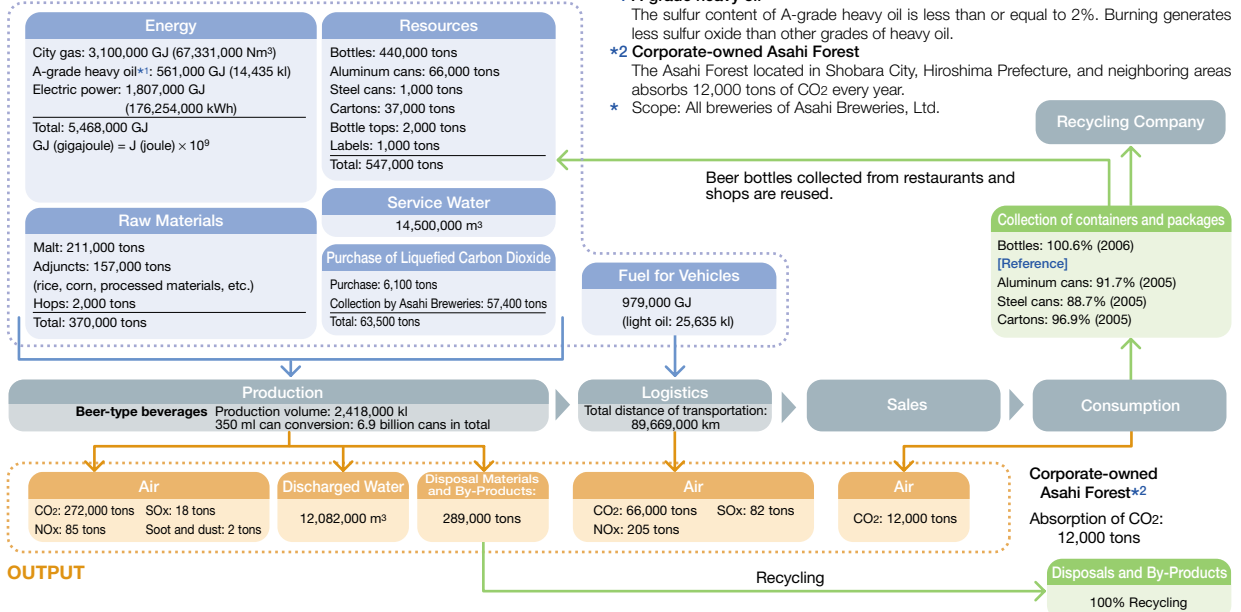 Energy
City gas: 3,100,000 GJ (67,331,000 Nm³)
A-grade heavy oil*1: 561,000 GJ (14,435 kl)
Electric power: 1,807,000 GJ
(176,254,000 kWh)
Total: 5,468,000 GJ
GJ (gigajoule) = J (joule) × 10⁹
Resources
Bottles: 440,000 tons
Aluminum cans: 66,000 tons
Steel cans: 1,000 tons
Cartons: 37,000 tons
Bottle tops: 2,000 tons
Labels: 1,000 tons
Total: 547,000 tons
The sulfur content of A-grade heavy oil is less than or equal to 2%. Burning generates
less sulfur oxide than other grades of heavy oil.
*2 Corporate-owned Asahi Forest
The Asahi Forest located in Shobara City, Hiroshima Prefecture, and neighboring areas
absorbs 12,000 tons of CO2 every year.
* Scope: All breweries of Asahi Breweries, Ltd.
Recycling Company
Beer bottles collected from restaurants and
shops are reused.
Service Water
14,500,000 m³
Raw Materials
Malt: 211,000 tons
Adjuncts: 157,000 tons
(rice, corn, processed materials, etc.)
Hops: 2,000 tons
Total: 370,000 tons
Purchase of Liquefied Carbon Dioxide
Purchase: 6,100 tons
Collection by Asahi Breweries: 57,400 tons
Total: 63,500 tons
Fuel for Vehicles
979,000 GJ
(light oil: 25,635 kl)
Collection of containers and packages
Bottles: 100.6% (2006)
[Reference]
Aluminum cans: 91.7% (2005)
Steel cans: 88.7% (2005)
Cartons: 96.9% (2005)
Production
Beer-type beverages Production volume: 2,418,000 kl
350 ml can conversion: 6.9 billion cans in total
Logistics
Total distance of transportation:
89,669,000 km
Sales
Consumption
Air
CO2: 272,000 tons SOx: 18 tons
NOx: 85 tons Soot and dust: 2 tons
Discharged Water
12,082,000 m³
Disposal Materials
and By-Products:
289,000 tons
Air
CO2: 66,000 tons SOx: 82 tons
NOx: 205 tons
Air
CO2: 12,000 tons
Corporate-owned
Asahi Forest*2
Absorption of CO2:
12,000 tons
OUTPUT
Recycling
Disposals and By-Products
100% Recycling